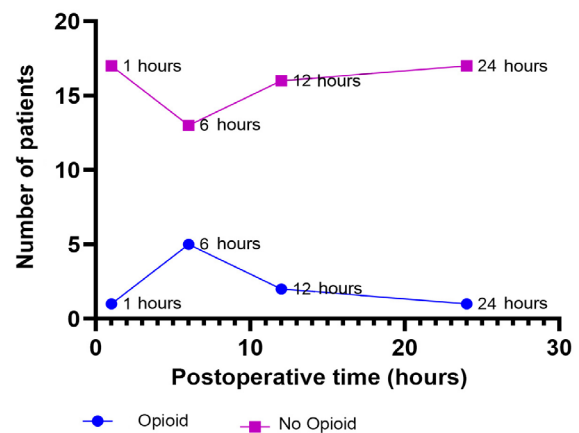 20
15
10
5
0
Number of patients
1 hours
6 hours
12 hours
24 hours
6 hours
1 hours
12 hours
24 hours
0 10 20 30
Postoperative time (hours)
Opioid No Opioid